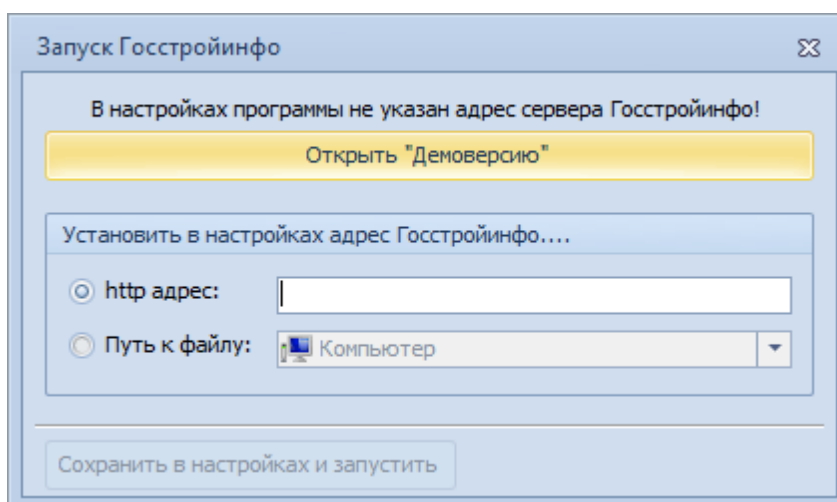 Запуск Госстройинфо
В настройках программы не указан адрес сервера Госстройинфо!
Открыть "Демоверсию"
Установить в настройках адрес Госстройинфо....
http адрес:
Путь к файлу:
Компьютер
Сохранить в настройках и запустить